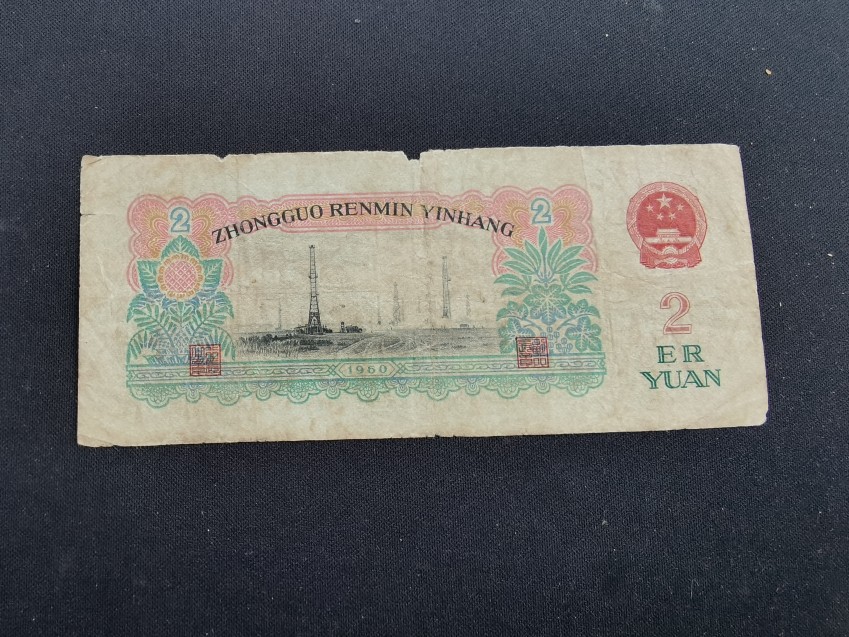 2
ZHONGGUO RENMIN YINHANG
2
1960
2
ER
YUAN